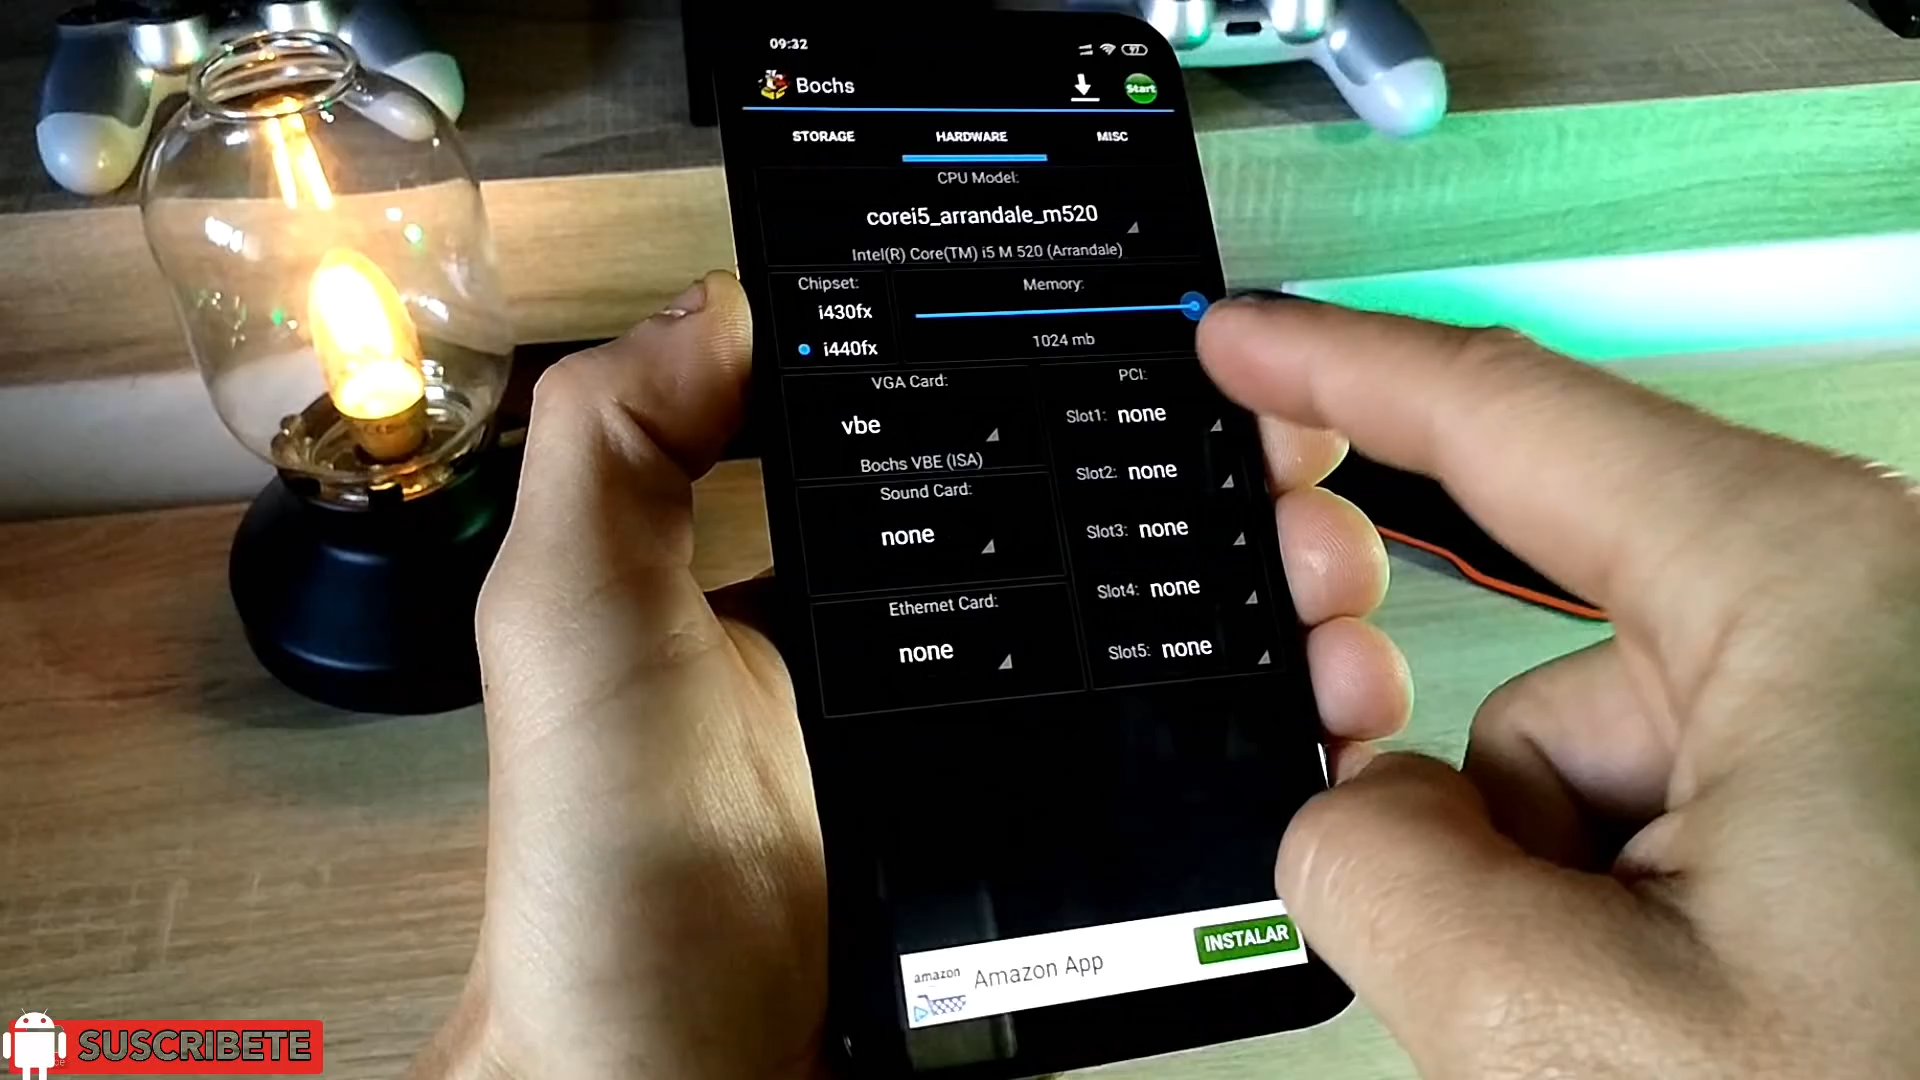 09:32
97
Bochs
Start
STORAGE
HARDWARE
MISC
CPU Model:
corei5_arrandale_m520
Intel(R) Core(TM) i5 M 520 (Arrandale)
Chipset:
i430fx
i440fx
Memory:
1024 mb
VGA Card:
vbe
Bochs VBE (ISA)
Sound Card:
none
Ethernet Card:
none
PCI:
Slot1: none
Slot2: none
Slot3: none
Slot4: none
Slot5: none
amazon
Amazon App
INSTALAR
SUSCRIBETE